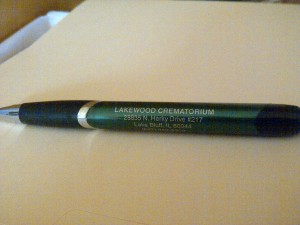 LAKEWOOD CREMATORIUM
28835 N. Herky Drive #217
Lake Bluff, IL 60044